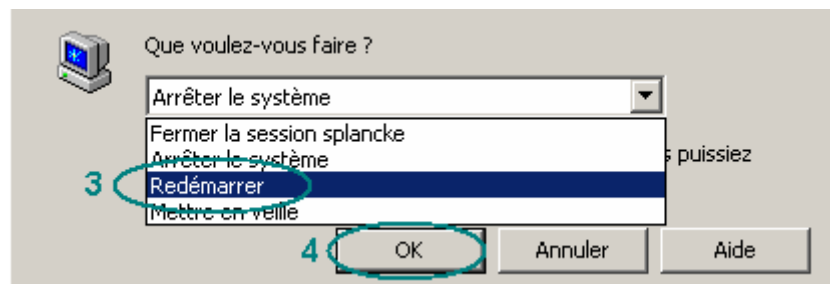 Que voulez-vous faire ?
Arrêter le système
Fermer la session splancke
Arrêter le système
puissiez
3 Redémarrer
Mettre en veille
4 OK Annuler Aide